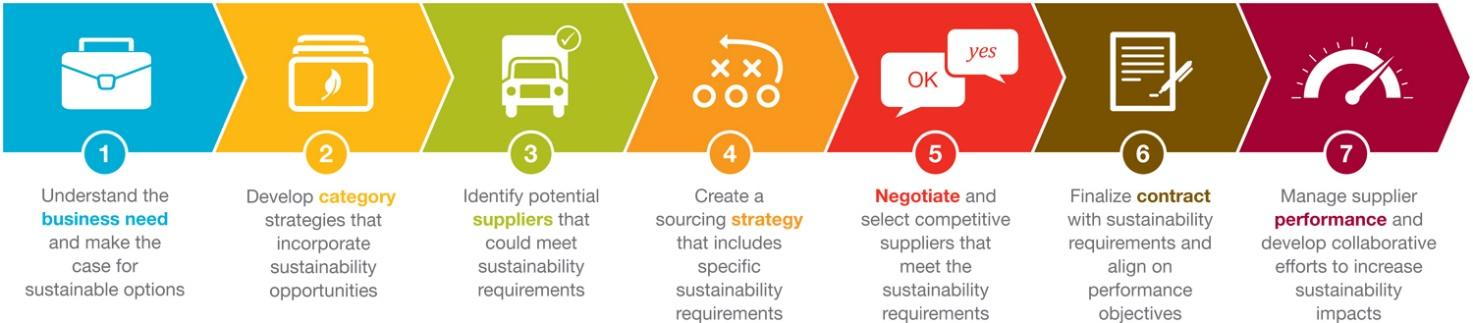 OK
yes
1
Understand the
business need
and make the
case for
sustainable options
2
Develop category
strategies that
incorporate
sustainability
opportunities
3
Identify potential
suppliers that
could meet
sustainability
requirements
4
Create a
sourcing strategy
that includes
specific
sustainability
requirements
5
Negotiate and
select competitive
suppliers that
meet the
sustainability
requirements
6
Finalize contract
with sustainability
requirements and
align on
performance
objectives
7
Manage supplier
performance and
develop collaborative
efforts to increase
sustainability
impacts